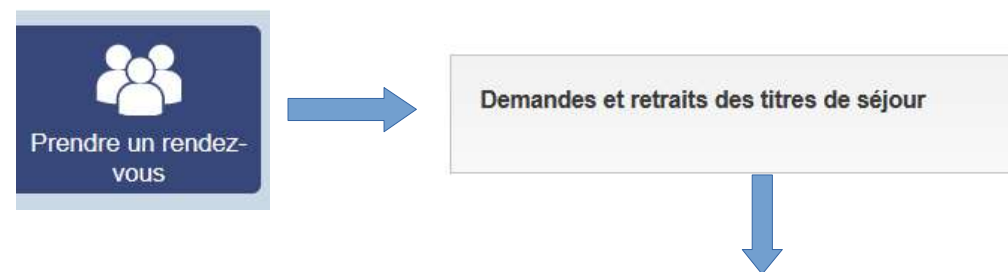 Prendre un rendez-
vous
Demandes et retraits des titres de séjour